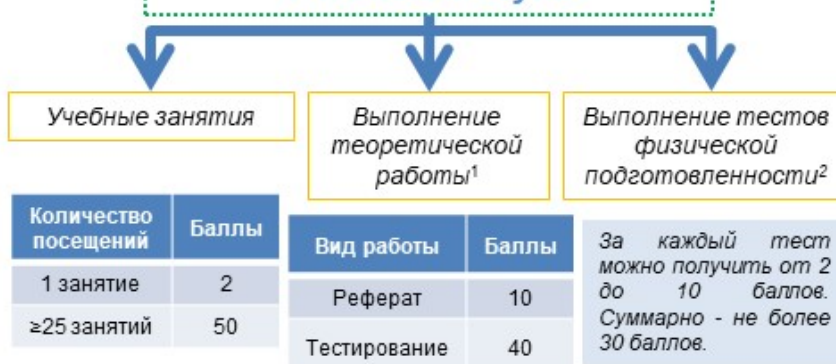 Учебные занятия
Выполнение
теоретической
работы¹
Выполнение тестов
физической
подготовленности²
Количество
посещений
Баллы
1 занятие
2
≥25 занятий
50
Вид работы
Баллы
Реферат
10
Тестирование
40
За каждый тест
можно получить от 2
до 10 баллов.
Суммарно - не более
30 баллов.